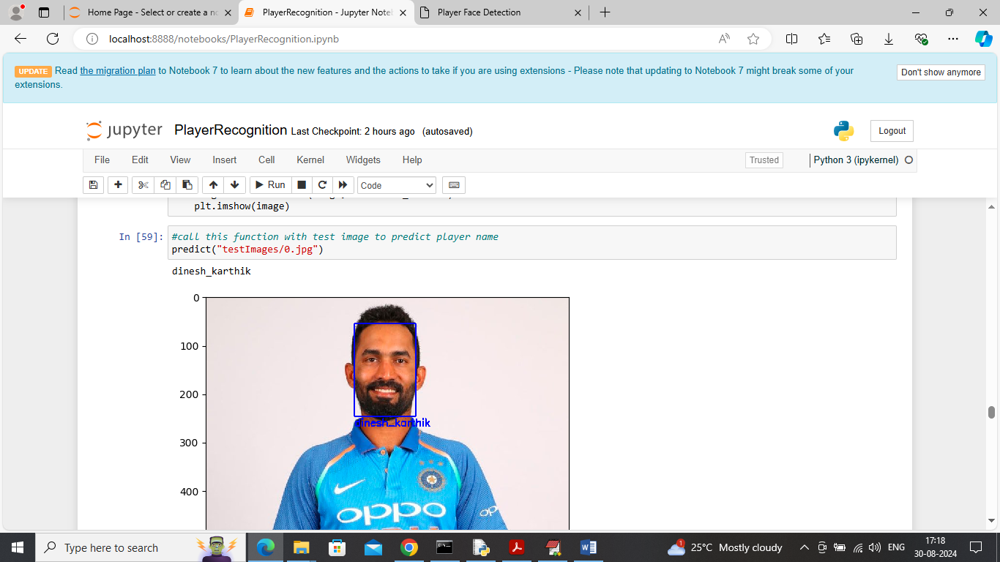 Home Page - Select or create a no
PlayerRecognition - Jupyter Note
Player Face Detection
localhost:8888/notebooks/PlayerRecognition.ipynb
UPDATE Read the migration plan to Notebook 7 to learn about the new features and the actions to take if you are using extensions - Please note that updating to Notebook 7 might break some of your
extensions.
Don't show anymore
jupyter PlayerRecognition Last Checkpoint: 2 hours ago (autosaved)
Logout
File Edit View Insert Cell Kernel Widgets Help
Trusted
Python 3 (ipykernel)
Run
Code
plt.imshow(image)
In [59]: #call this function with test image to predict player name
predict("testImages/0.jpg")
dinesh_karthik
0
100
200
dinesh_karthik
300
400
oppo
Type here to search
25°C Mostly cloudy
ENG
17:18
30-08-2024